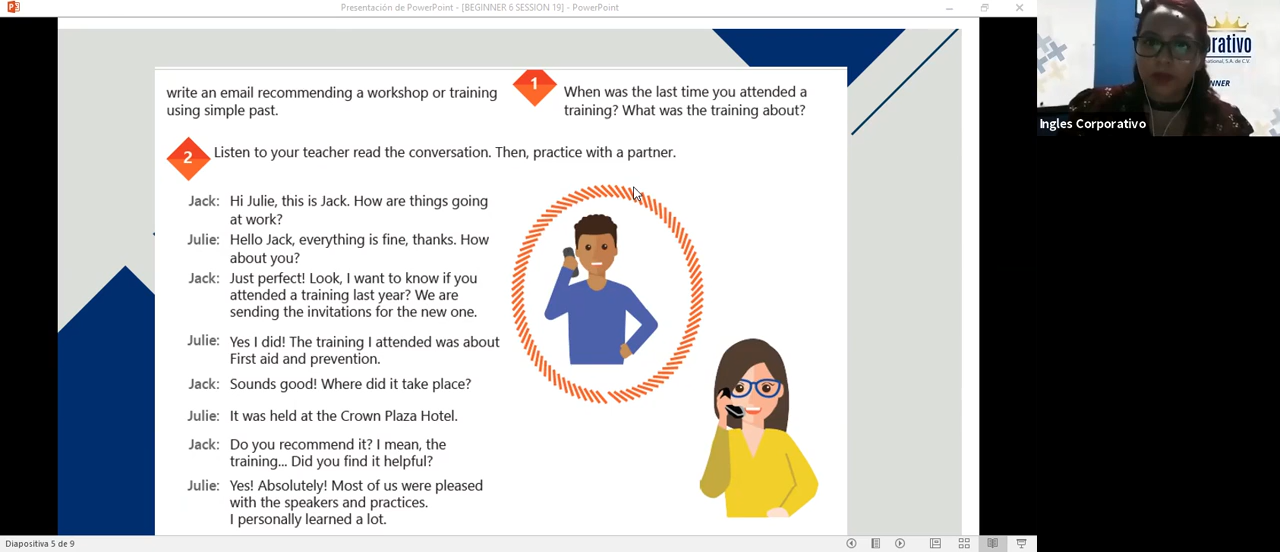 Presentación de PowerPoint - [BEGINNER 6 SESSION 19] - PowerPoint
write an email recommending a workshop or training
using simple past.
1
When was the last time you attended a
training? What was the training about?
2
Listen to your teacher read the conversation. Then, practice with a partner.
Jack: Hi Julie, this is Jack. How are things going
at work?
Julie: Hello Jack, everything is fine, thanks. How
about you?
Jack: Just perfect! Look, I want to know if you
attended a training last year? We are
sending the invitations for the new one.
Julie: Yes I did! The training I attended was about
First aid and prevention.
Jack: Sounds good! Where did it take place?
Julie: It was held at the Crown Plaza Hotel.
Jack: Do you recommend it? I mean, the
training... Did you find it helpful?
Julie: Yes! Absolutely! Most of us were pleased
with the speakers and practices.
I personally learned a lot.
Diapositiva 5 de 9
orativo
national, S.A. de C.V.
NNER
Ingles Corporativo